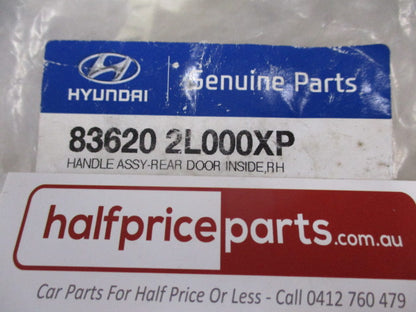 HYUNDAI
Genuine Parts
83620 2L000XP
HANDLE ASSY-REAR DOOR INSIDE,RH
halfpriceparts.com.au
Car Parts For Half Price Or Less - Call 0412 760 479